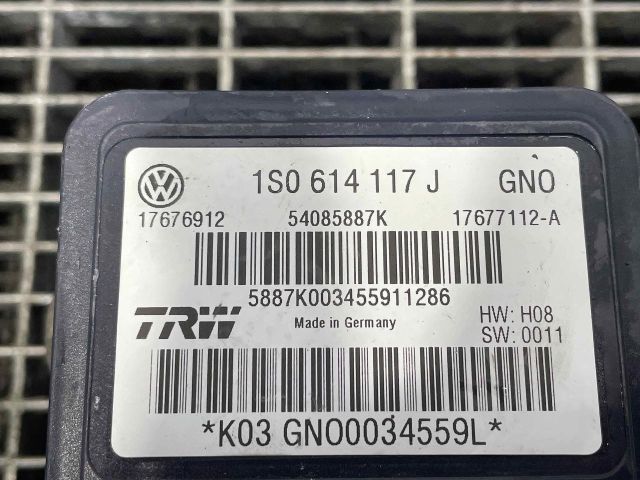 1S0 614 117 J GNO
17676912 54085887K 17677112-A
5887K003455911286
TRW Made in Germany HW: H08
SW: 0011
*K03 GNO0034559L*